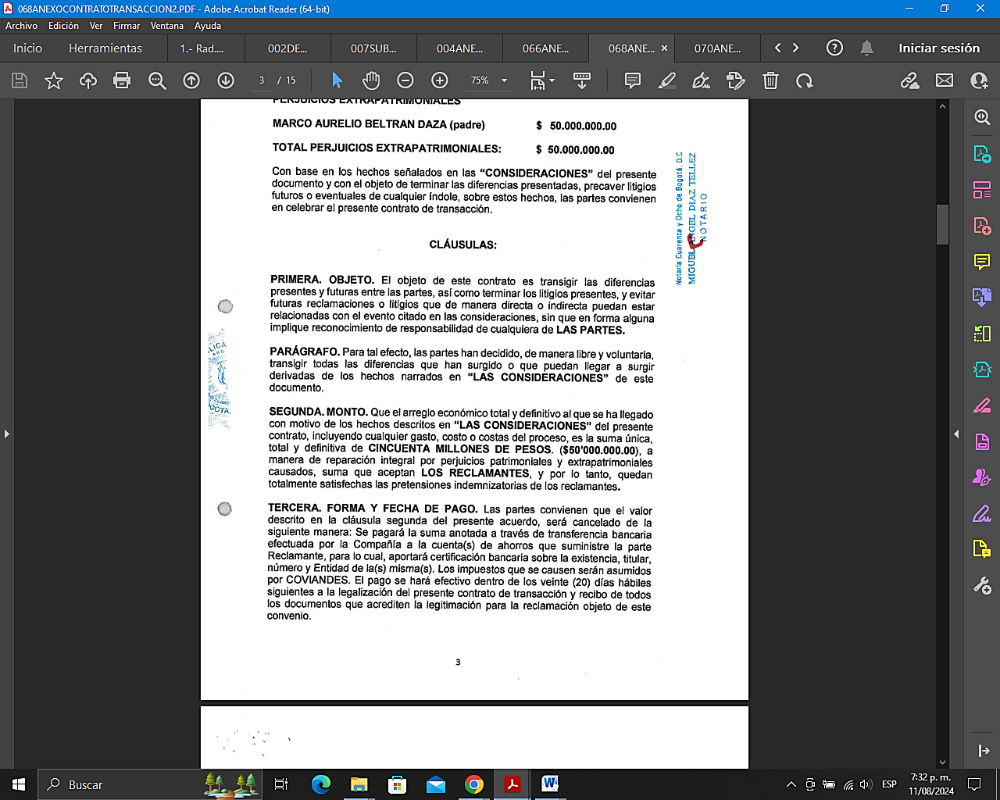 068ANEXOCONTRATOTRANSACCION2.PDF - Adobe Acrobat Reader (64-bit)
Archivo Edición Ver Firmar Ventana Ayuda
Inicio Herramientas 1.- Rad.... 002DE... 007SUB... 004ANE... 066ANE... 068ANE... 070ANE... Iniciar sesión
3 / 15 75%
PERJUICIOS EXTRAPATRIMONIALES
MARCO AURELIO BELTRAN DAZA (padre) $ 50.000.000.00
TOTAL PERJUICIOS EXTRAPATRIMONIALES: $ 50.000.000.00
Con base en los hechos señalados en las “CONSIDERACIONES” del presente
documento y con el objeto de terminar las diferencias presentadas, precaver litigios
futuros o eventuales de cualquier índole, sobre estos hechos, las partes convienen
en celebrar el presente contrato de transacción.
Notaría Cuarenta y Ocho de Bogotá. D.C
MIGUEL ANGEL DIAZ TELLEZ
NOTARIO
CLÁUSULAS:
PRIMERA. OBJETO. El objeto de este contrato es transigir las diferencias
presentes y futuras entre las partes, así como terminar los litigios presentes, y evitar
futuras reclamaciones o litigios que de manera directa o indirecta puedan estar
relacionadas con el evento citado en las consideraciones, sin que en forma alguna
implique reconocimiento de responsabilidad de cualquiera de LAS PARTES.
PARÁGRAFO. Para tal efecto, las partes han decidido, de manera libre y voluntaria,
transigir todas las diferencias que han surgido o que puedan llegar a surgir
derivadas de los hechos narrados en “LAS CONSIDERACIONES” de este
documento.
SEGUNDA. MONTO. Que el arreglo económico total y definitivo al que se ha llegado
con motivo de los hechos descritos en “LAS CONSIDERACIONES” del presente
contrato, incluyendo cualquier gasto, costo o costas del proceso, es la suma única,
total y definitiva de CINCUENTA MILLONES DE PESOS. ($50’000.000.00), a
manera de reparación integral por perjuicios patrimoniales y extrapatrimoniales
causados, suma que aceptan LOS RECLAMANTES, y por lo tanto, quedan
totalmente satisfechas las pretensiones indemnizatorias de los reclamantes.
TERCERA. FORMA Y FECHA DE PAGO. Las partes convienen que el valor
descrito en la cláusula segunda del presente acuerdo, será cancelado de la
siguiente manera: Se pagará la suma anotada a través de transferencia bancaria
efectuada por la Compañía a la cuenta(s) de ahorros que suministre la parte
Reclamante, para lo cual, aportará certificación bancaria sobre la existencia, titular,
número y Entidad de la(s) misma(s). Los impuestos que se causen serán asumidos
por COVIANDES. El pago se hará efectivo dentro de los veinte (20) días hábiles
siguientes a la legalización del presente contrato de transacción y recibo de todos
los documentos que acrediten la legitimación para la reclamación objeto de este
convenio.
3
Buscar
ESP
7:32 p. m.
11/08/2024